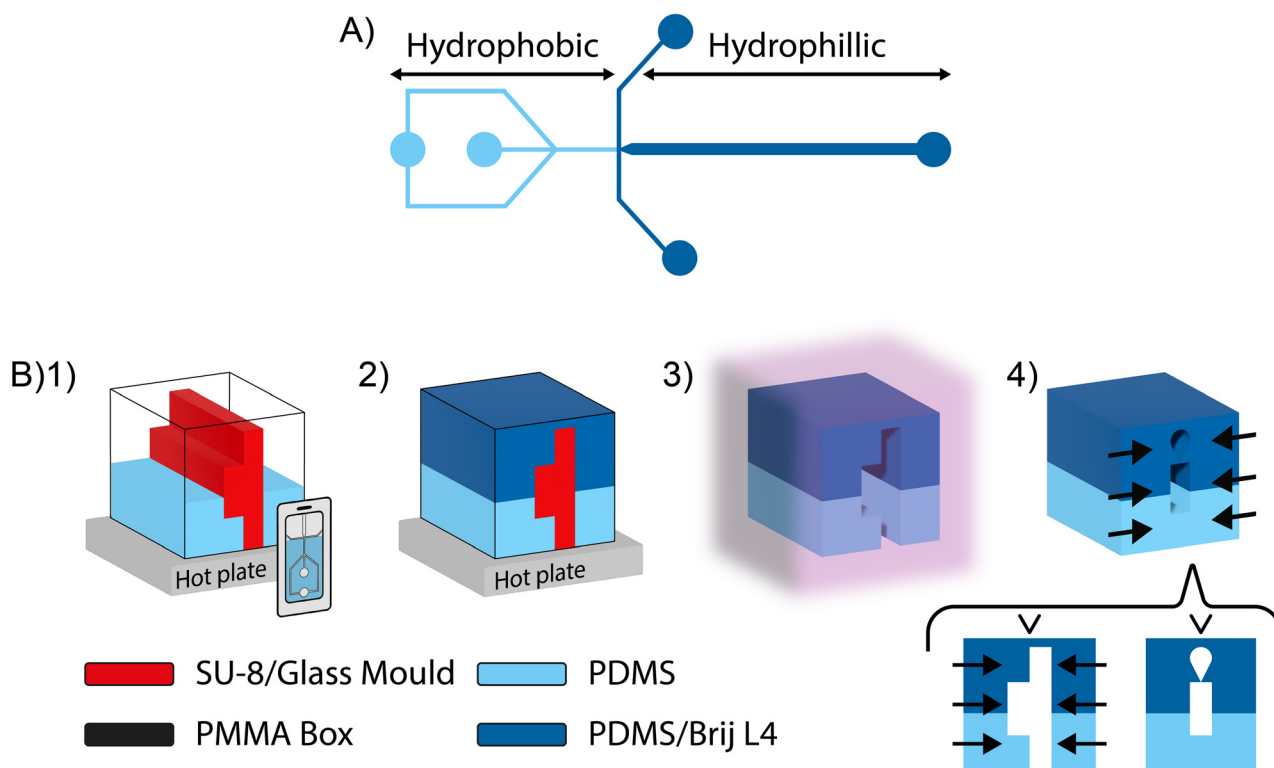 A)
Hydrophobic
Hydrophillic
B)1)
2)
3)
4)
Hot plate
Hot plate
SU-8/Glass Mould
PDMS
PMMA Box
PDMS/Brij L4